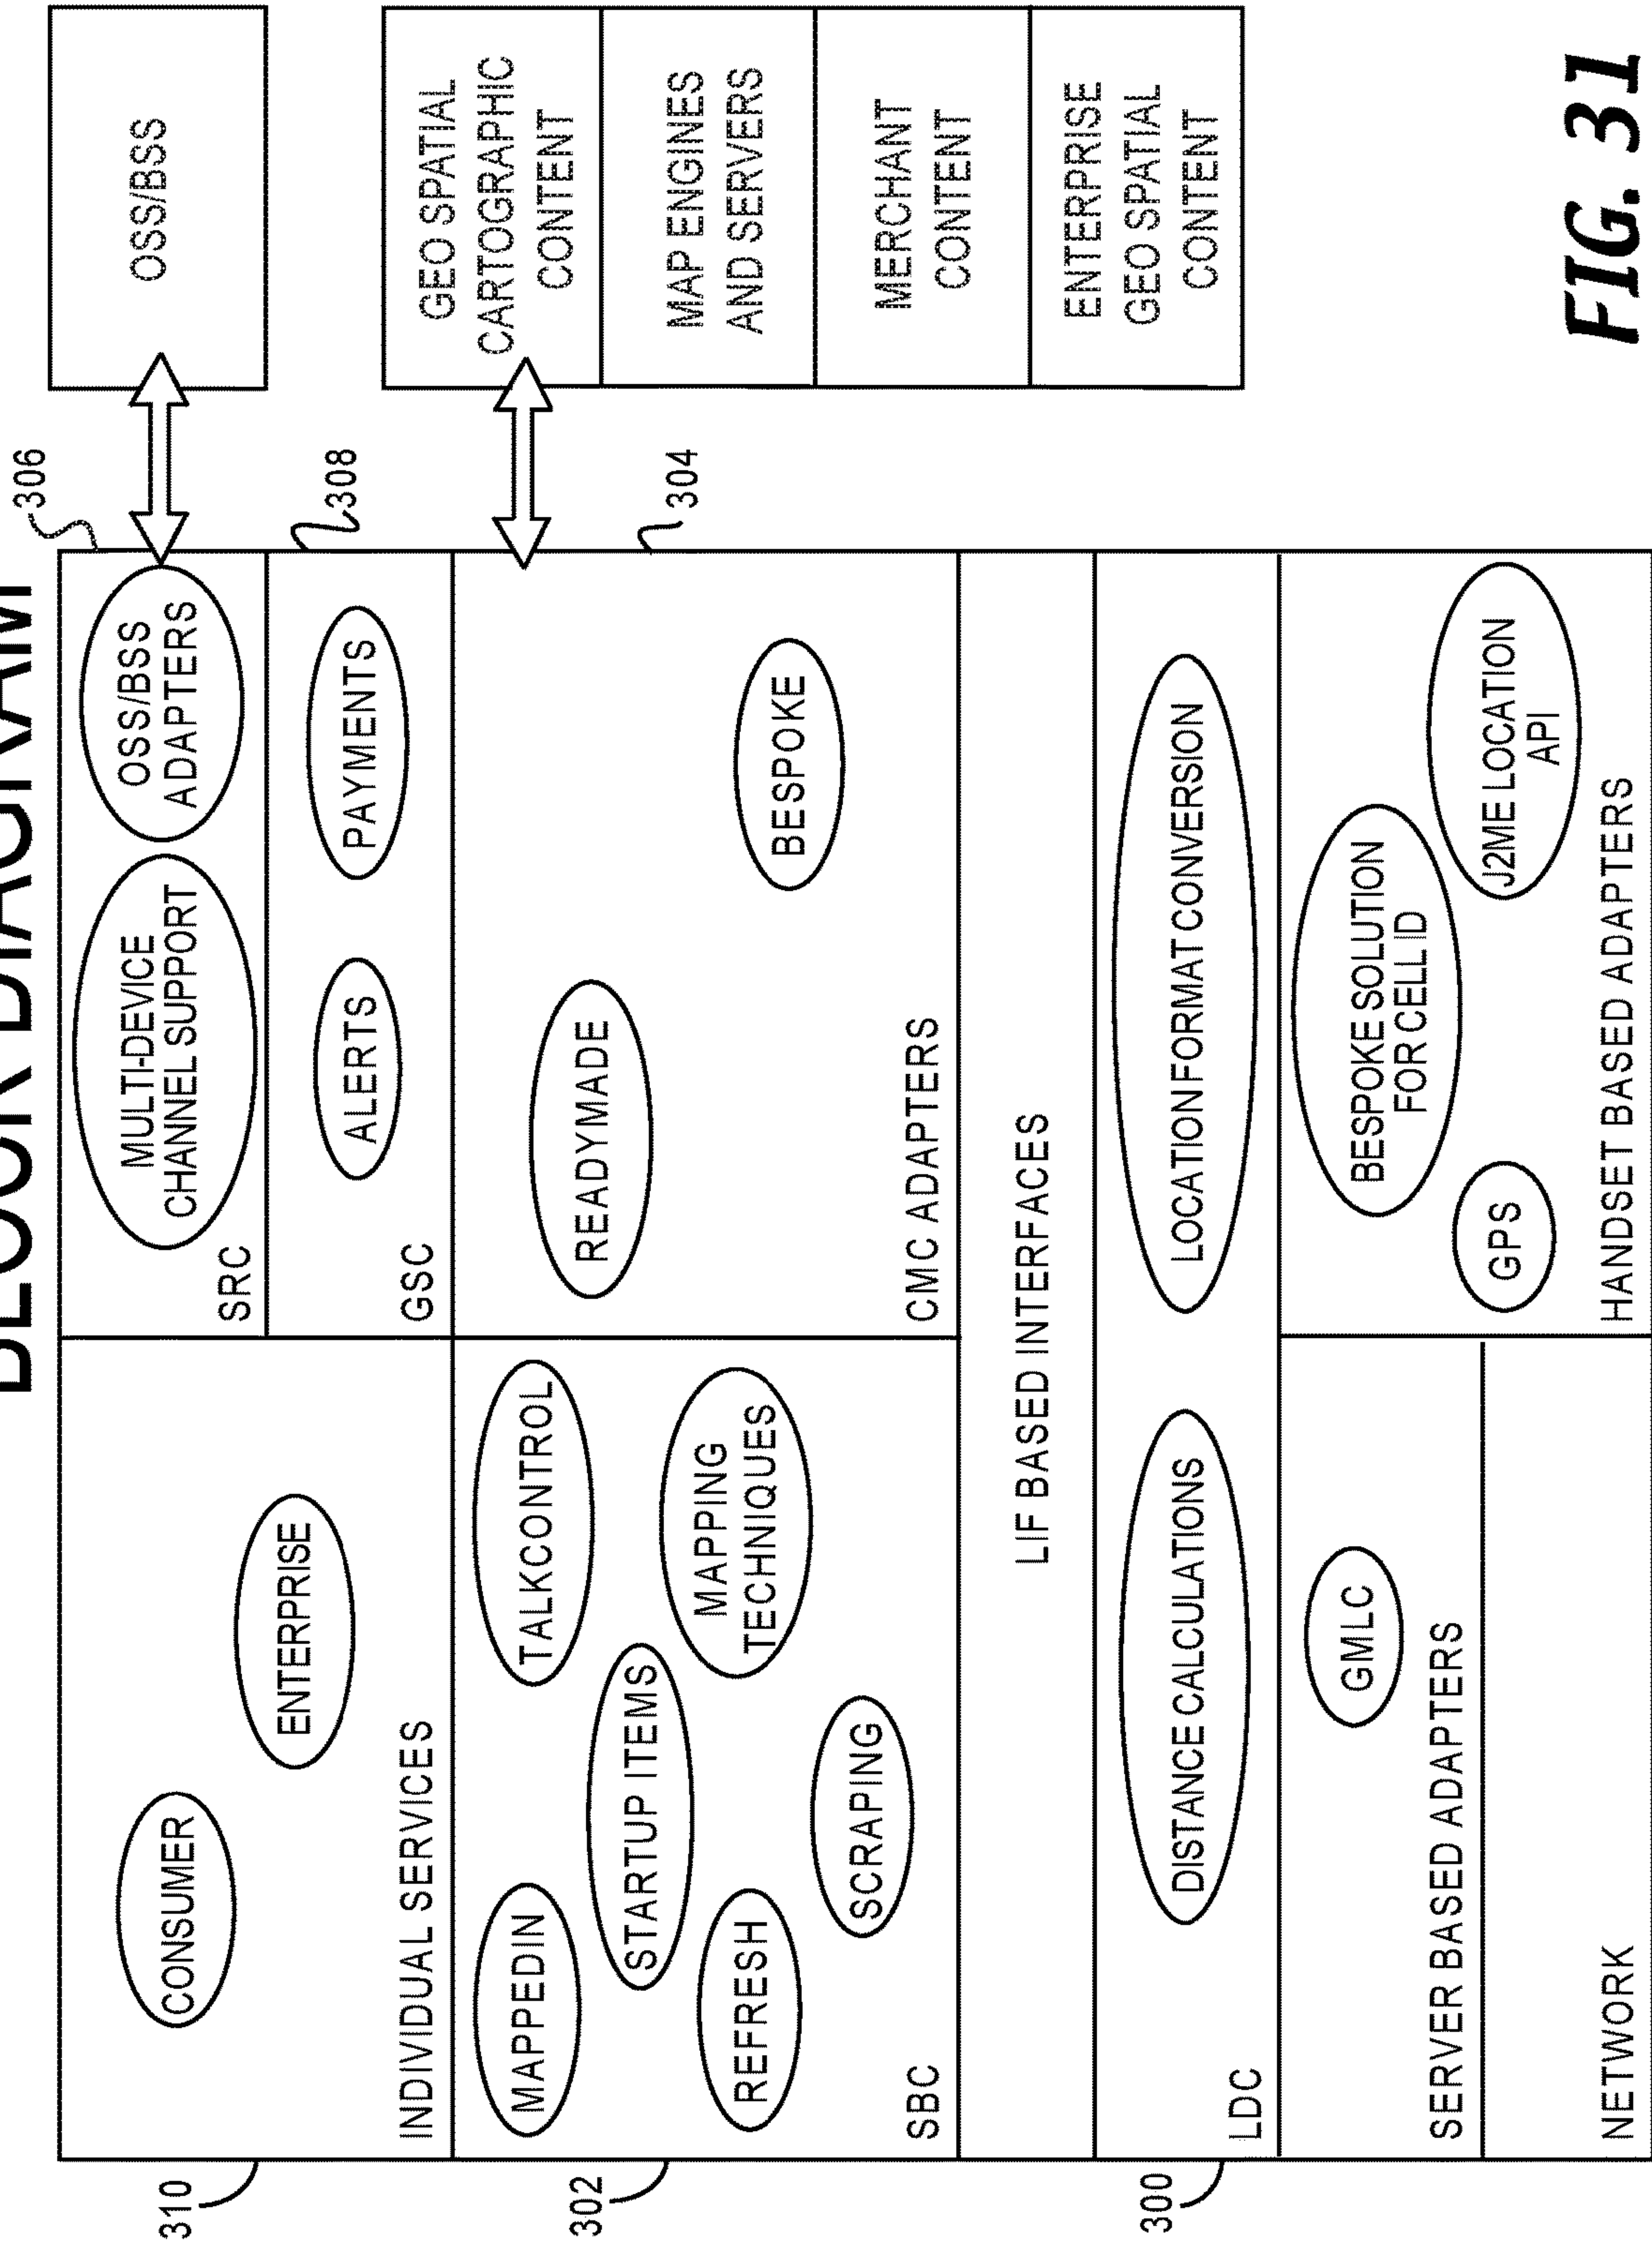 BLOCK DIAGRAM
306
308
304
310
302
300
CONSUMER
ENTERPRISE
INDIVIDUAL SERVICES
MULTI-DEVICE
CHANNEL SUPPORT
OSS/BSS
ADAPTERS
SRC
ALERTS
PAYMENTS
GSC
OSS/BSS
MAPPEDIN
TALKCONTROL
STARTUP ITEMS
REFRESH
MAPPING
TECHNIQUES
SCRAPING
SBC
READYMADE
BESPOKE
CMC ADAPTERS
GEO SPATIAL
CARTOGRAPHIC
CONTENT
MAP ENGINES
AND SERVERS
MERCHANT
CONTENT
ENTERPRISE
GEO SPATIAL
CONTENT
LIF BASED INTERFACES
DISTANCE CALCULATIONS
LOCATION FORMAT CONVERSION
LDC
GMLC
SERVER BASED ADAPTERS
NETWORK
BESPOKE SOLUTION
FOR CELL ID
GPS
J2ME LOCATION
API
HANDSET BASED ADAPTERS
FIG. 31